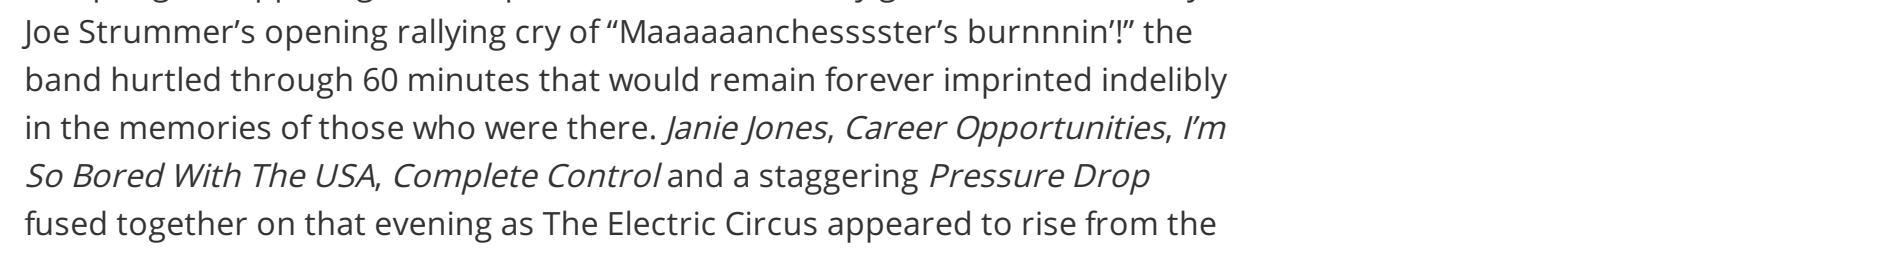 Joe Strummer’s opening rallying cry of “Maaaaaanchesssster’s burnnnin’!” the
band hurtled through 60 minutes that would remain forever imprinted indelibly
in the memories of those who were there. Janie Jones, Career Opportunities, I’m
So Bored With The USA, Complete Control and a staggering Pressure Drop
fused together on that evening as The Electric Circus appeared to rise from the